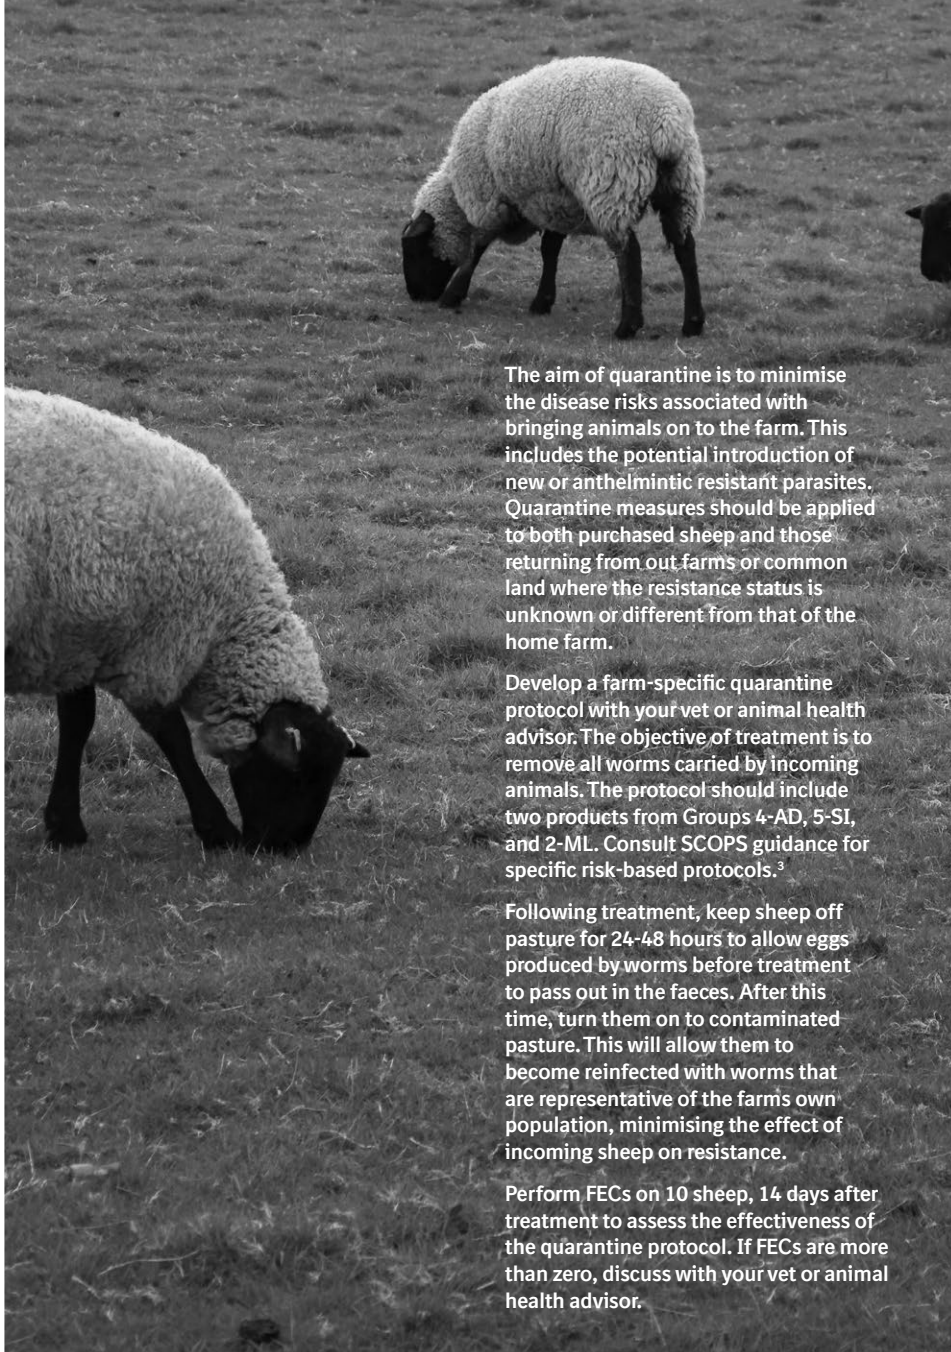 The aim of quarantine is to minimise
the disease risks associated with
bringing animals on to the farm. This
includes the potential introduction of
new or anthelmintic resistant parasites.
Quarantine measures should be applied
to both purchased sheep and those
returning from out farms or common
land where the resistance status is
unknown or different from that of the
home farm.
Develop a farm-specific quarantine
protocol with your vet or animal health
advisor. The objective of treatment is to
remove all worms carried by incoming
animals. The protocol should include
two products from Groups 4-AD, 5-SI,
and 2-ML. Consult SCOPS guidance for
specific risk-based protocols.³
Following treatment, keep sheep off
pasture for 24-48 hours to allow eggs
produced by worms before treatment
to pass out in the faeces. After this
time, turn them on to contaminated
pasture. This will allow them to
become reinfected with worms that
are representative of the farms own
population, minimising the effect of
incoming sheep on resistance.
Perform FECs on 10 sheep, 14 days after
treatment to assess the effectiveness of
the quarantine protocol. If FECs are more
than zero, discuss with your vet or animal
health advisor.